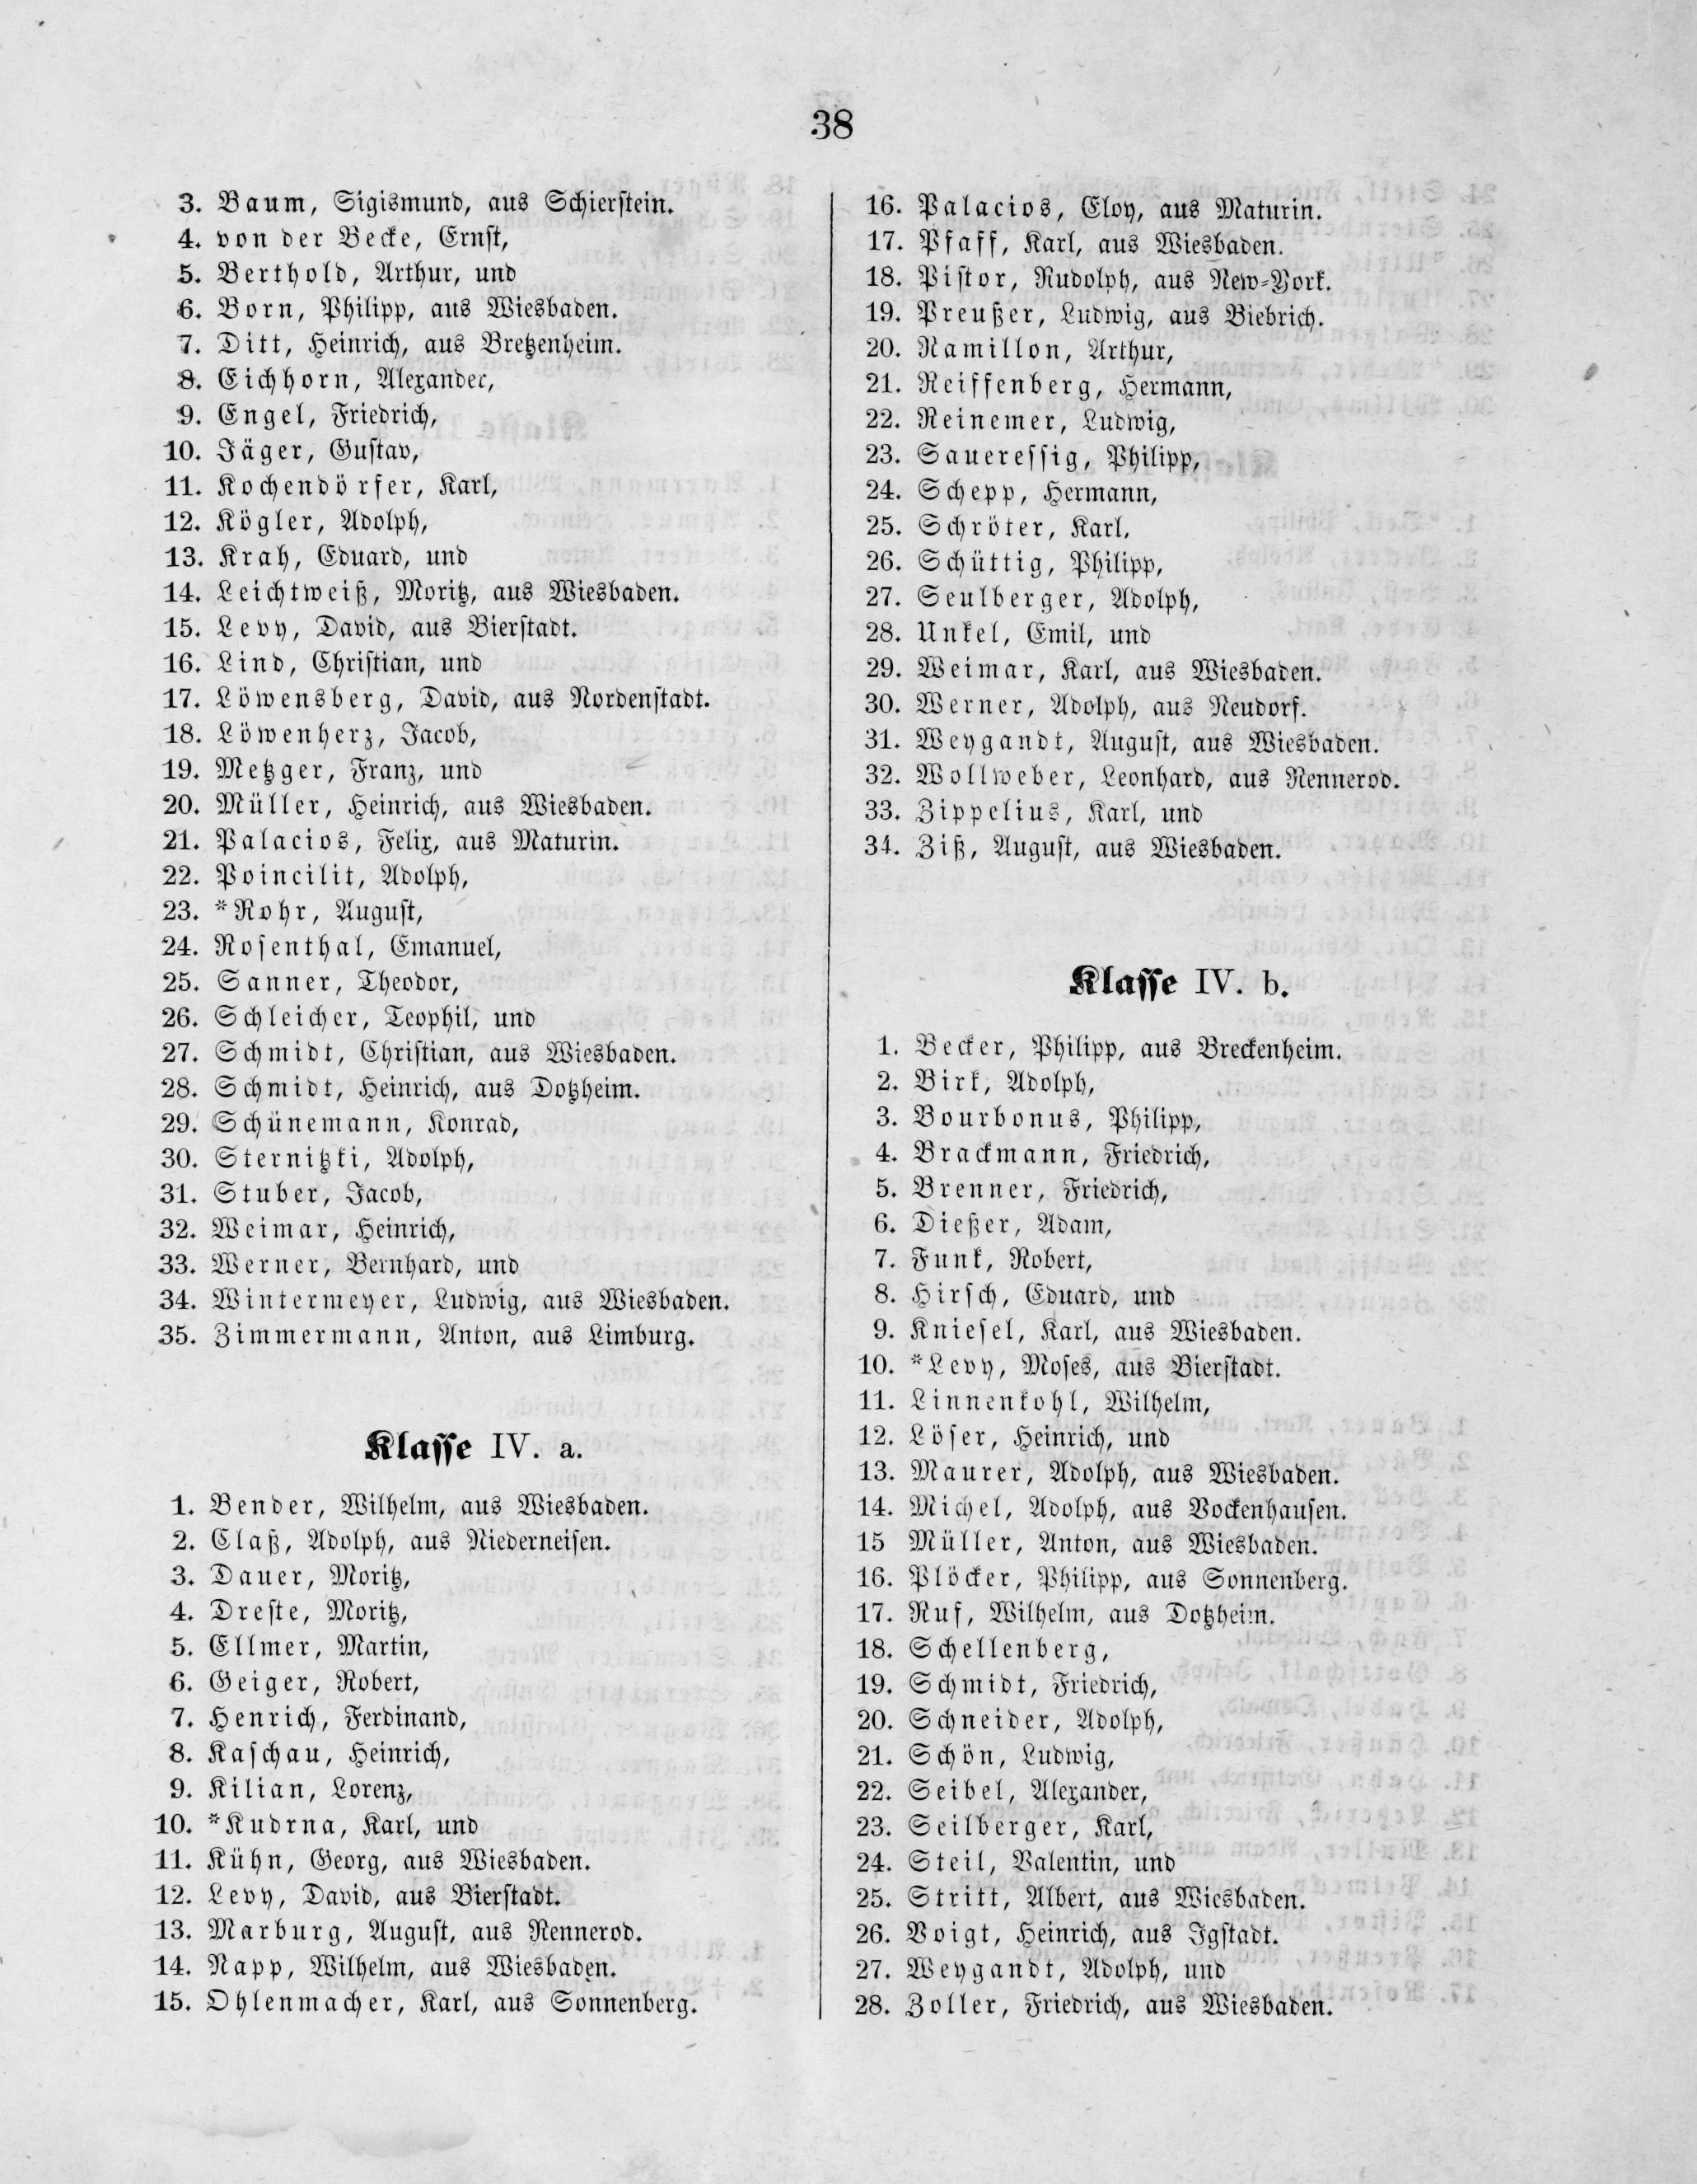 38
3. Baum, Sigismund, aus Schierstein.
4. von der Becke, Ernst,
5. Berthold, Arthur, und
6. Born, Philipp, aus Wiesbaden.
7. Ditt, Heinrich, aus Bretzenheim.
8. Eichhorn, Alexander,
9. Engel, Friedrich,
10. Jäger, Gustav,
11. Kochendörfer, Karl,
12. Kögler, Adolph,
13. Krah, Eduard, und
14. Leichtweiß, Moritz, aus Wiesbaden.
15. Levy, David, aus Bierstadt.
16. Lind, Christian, und
17. Löwensberg, David, aus Nordenstadt.
18. Löwenherz, Jacob,
19. Metzger, Franz, und
20. Müller, Heinrich, aus Wiesbaden.
21. Palacios, Felix, aus Maturin.
22. Poincilit, Adolph,
23. *Rohr, August,
24. Rosenthal, Emanuel,
25. Sanner, Theodor,
26. Schleicher, Teophil, und
27. Schmidt, Christian, aus Wiesbaden.
28. Schmidt, Heinrich, aus Dotzheim.
29. Schünemann, Konrad,
30. Sternitzki, Adolph,
31. Stuber, Jacob,
32. Weimar, Heinrich,
33. Werner, Bernhard, und
34. Wintermeyer, Ludwig, aus Wiesbaden.
35. Zimmermann, Anton, aus Limburg.
Klasse IV. a.
1. Bender, Wilhelm, aus Wiesbaden.
2. Claß, Adolph, aus Niederneisen.
3. Dauer, Moritz,
4. Dreste, Moritz,
5. Ellmer, Martin,
6. Geiger, Robert,
7. Henrich, Ferdinand,
8. Kaschau, Heinrich,
9. Kilian, Lorenz,
10. *Kudrna, Karl, und
11. Kühn, Georg, aus Wiesbaden.
12. Levy, David, aus Bierstadt.
13. Marburg, August, aus Rennerod.
14. Napp, Wilhelm, aus Wiesbaden.
15. Ohlenmacher, Karl, aus Sonnenberg.
16. Palacios, Eloy, aus Maturin.
17. Pfaff, Karl, aus Wiesbaden.
18. Pistor, Rudolph, aus New-York.
19. Preußer, Ludwig, aus Biebrich.
20. Ramillon, Arthur,
21. Reiffenberg, Hermann,
22. Reinemer, Ludwig,
23. Saueressig, Philipp,
24. Schepp, Hermann,
25. Schröter, Karl,
26. Schüttig, Philipp,
27. Seulberger, Adolph,
28. Unkel, Emil, und
29. Weimar, Karl, aus Wiesbaden.
30. Werner, Adolph, aus Neudorf.
31. Weygandt, August, aus Wiesbaden.
32. Wollweber, Leonhard, aus Rennerod.
33. Zippelius, Karl, und
34. Ziß, August, aus Wiesbaden.
Klasse IV. b.
1. Becker, Philipp, aus Breckenheim.
2. Birk, Adolph,
3. Bourbonus, Philipp,
4. Brackmann, Friedrich,
5. Brenner, Friedrich,
6. Dießer, Adam,
7. Funk, Robert,
8. Hirsch, Eduard, und
9. Kniesel, Karl, aus Wiesbaden.
10. *Levy, Moses, aus Bierstadt.
11. Linnenkohl, Wilhelm,
12. Löser, Heinrich, und
13. Maurer, Adolph, aus Wiesbaden.
14. Michel, Adolph, aus Vockenhausen.
15 Müller, Anton, aus Wiesbaden.
16. Plöcker, Philipp, aus Sonnenberg.
17. Ruf, Wilhelm, aus Dotzheim.
18. Schellenberg,
19. Schmidt, Friedrich,
20. Schneider, Adolph,
21. Schön, Ludwig,
22. Seibel, Alexander,
23. Seilberger, Karl,
24. Steil, Valentin, und
25. Stritt, Albert, aus Wiesbaden.
26. Voigt, Heinrich, aus Igstadt.
27. Weygandt, Adolph, und
28. Zoller, Friedrich, aus Wiesbaden.